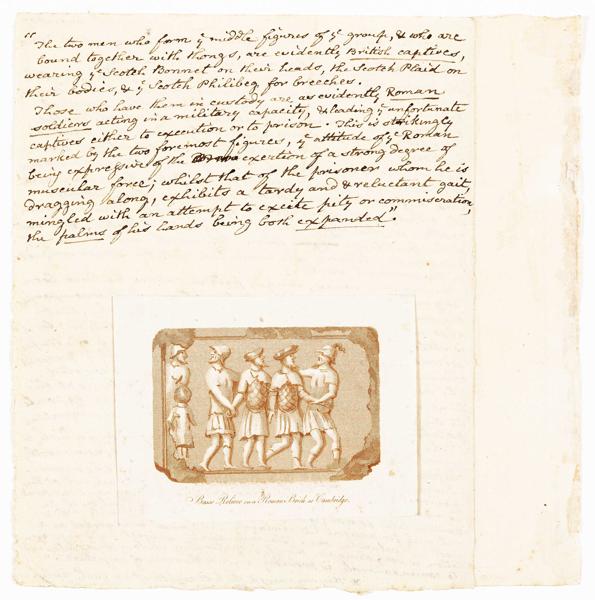 "The two men who form ye middle figures of ye group, & who are
bound together with thongs, are evidently British captives,
wearing ye Scotch Bonnet on their heads, the Scotch Plaid on
their bodies, & ye Scotch Philibeg for breeches.
Those who have them in custody are as evidently Roman
soldiers acting in a military capacity, & leading ye unfortunate
captives either to execution or to prison. This is strikingly
marked by the two foremost figures, ye attitude of ye Roman
being expressive of the exertion of a strong degree of
muscular force; whilst that of the prisoner whom he is
dragging along, exhibits a tardy and & reluctant gait,
mingled with an attempt to excite pity or commiseration,
the palms of his hands being both expanded".
Basso Relievo on a Roman Brick at Cambridge.